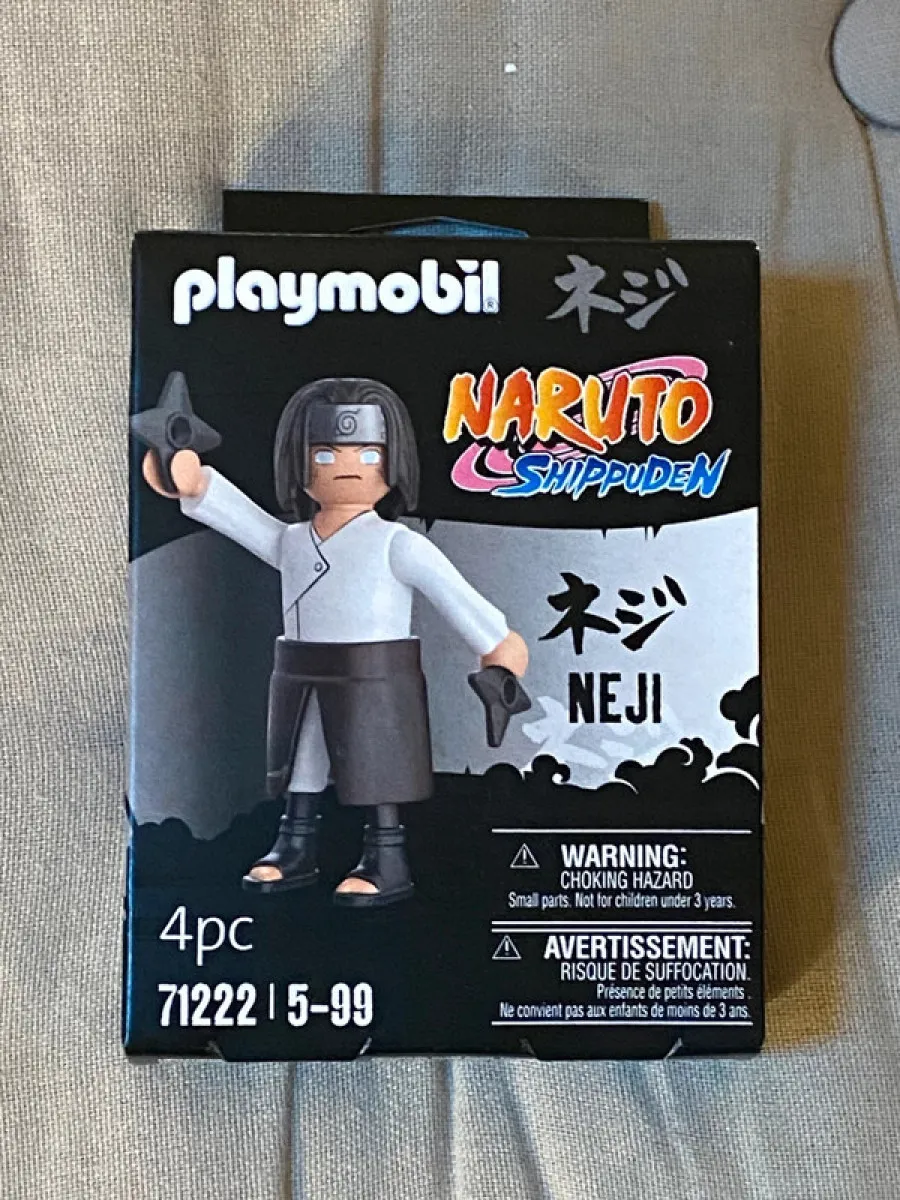 playmobil®
ネジ
NARUTO
SHIPPUDEN
ネジ
NEJI
WARNING:
CHOKING HAZARD
Small parts. Not for children under 3 years.
AVERTISSEMENT:
RISQUE DE SUFFOCATION.
Présence de petits éléments.
Ne convient pas aux enfants de moins de 3 ans.
4pc
71222 | 5-99